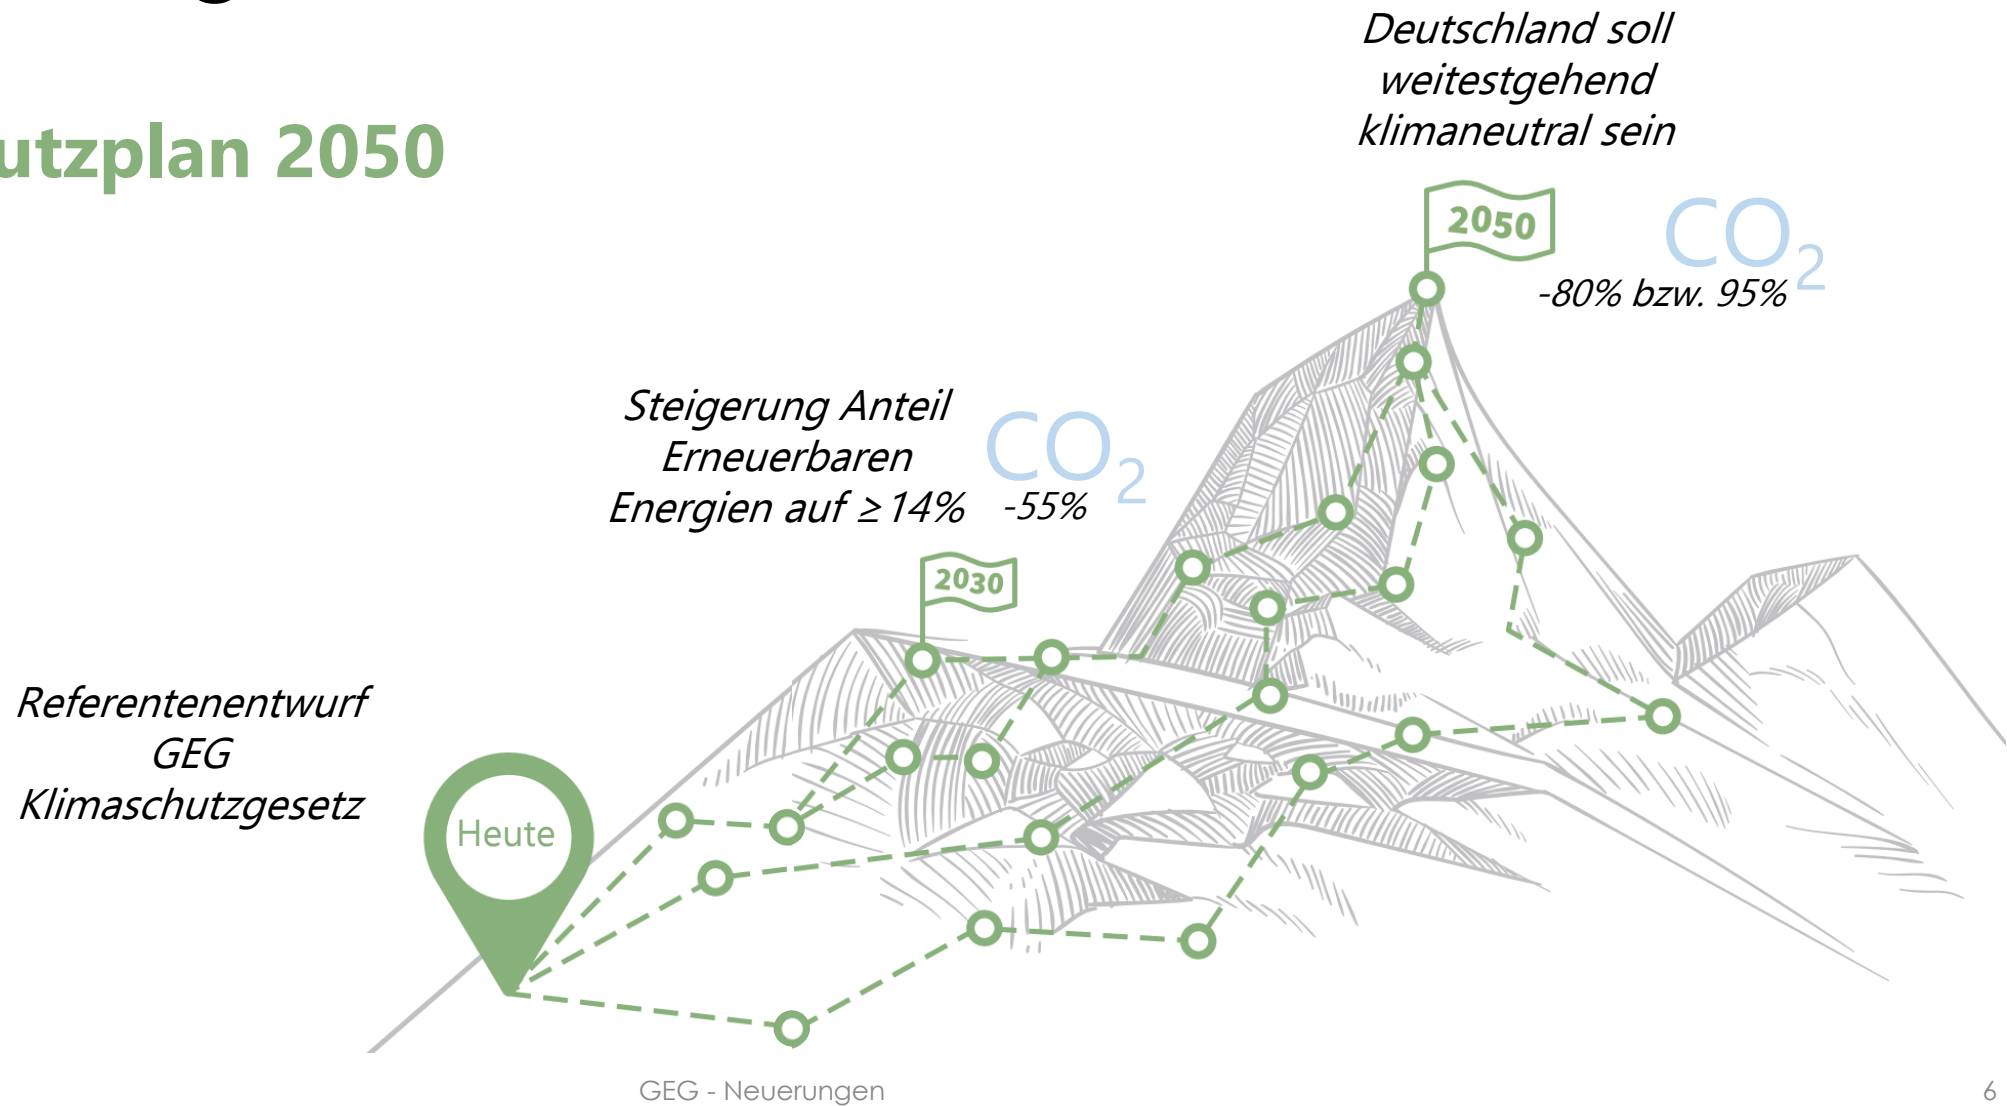 utzplan 2050
Deutschland soll
weitestgehend
klimaneutral sein
2050
CO₂
-80% bzw. 95%
Steigerung Anteil
Erneuerbaren
Energien auf ≥14%
CO₂
-55%
2030
Referentenentwurf
GEG
Klimaschutzgesetz
Heute
GEG - Neuerungen
6